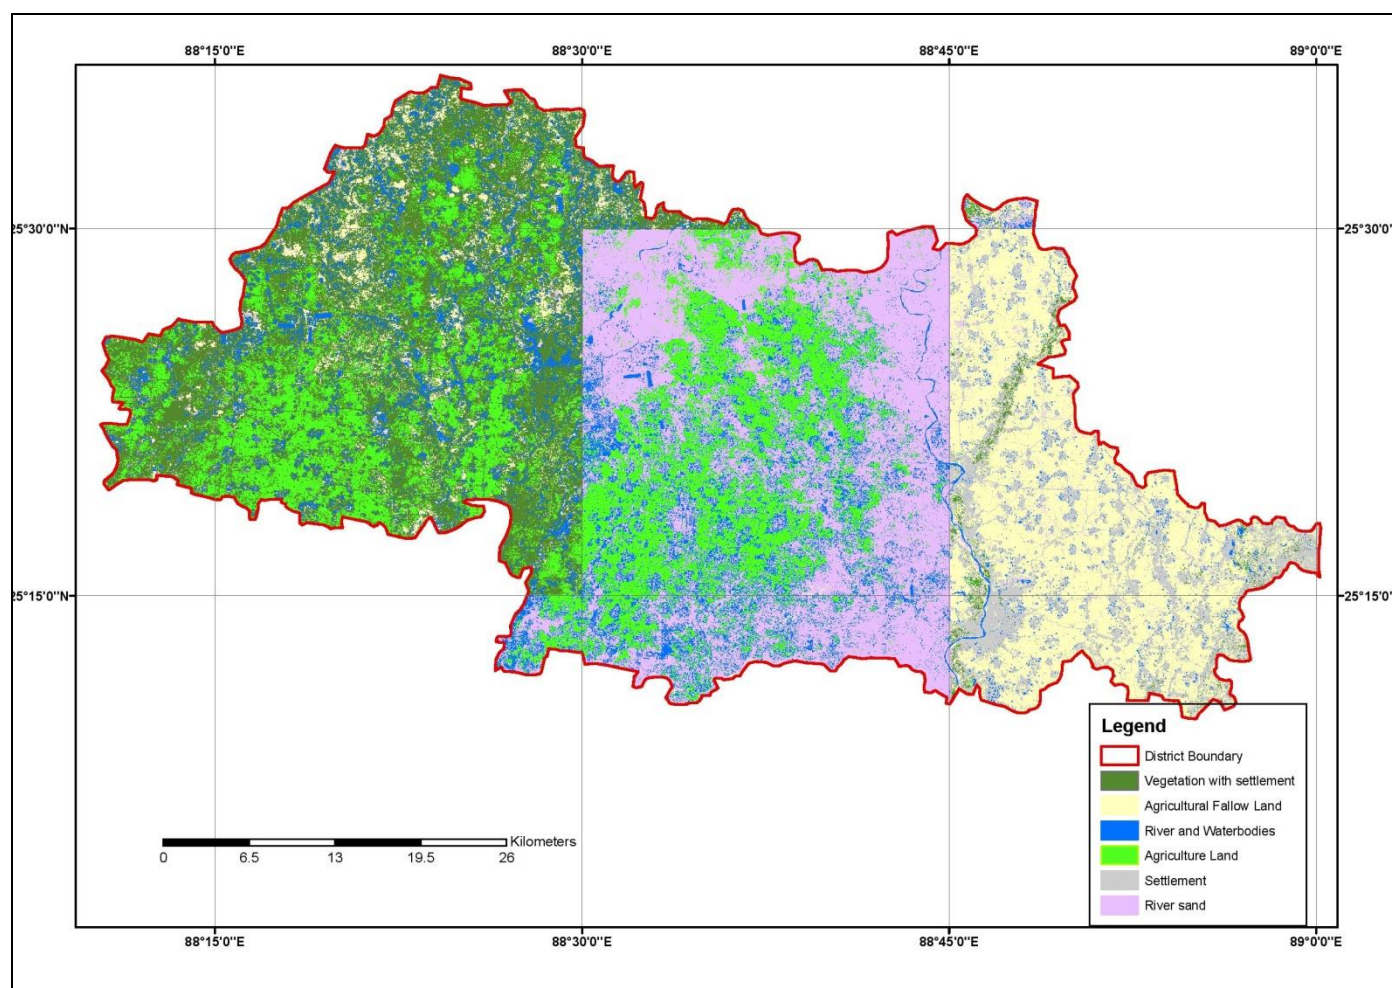 88°15'0"E 88°30'0"E 88°45'0"E 89°0'0"E
25°30'0"N 25°30'0"
25°15'0"N 25°15'0"
Legend
District Boundary
Vegetation with settlement
Agricultural Fallow Land
River and Waterbodies
Agriculture Land
Settlement
River sand
Kilometers
0 6.5 13 19.5 26
88°15'0"E 88°30'0"E 88°45'0"E 89°0'0"E